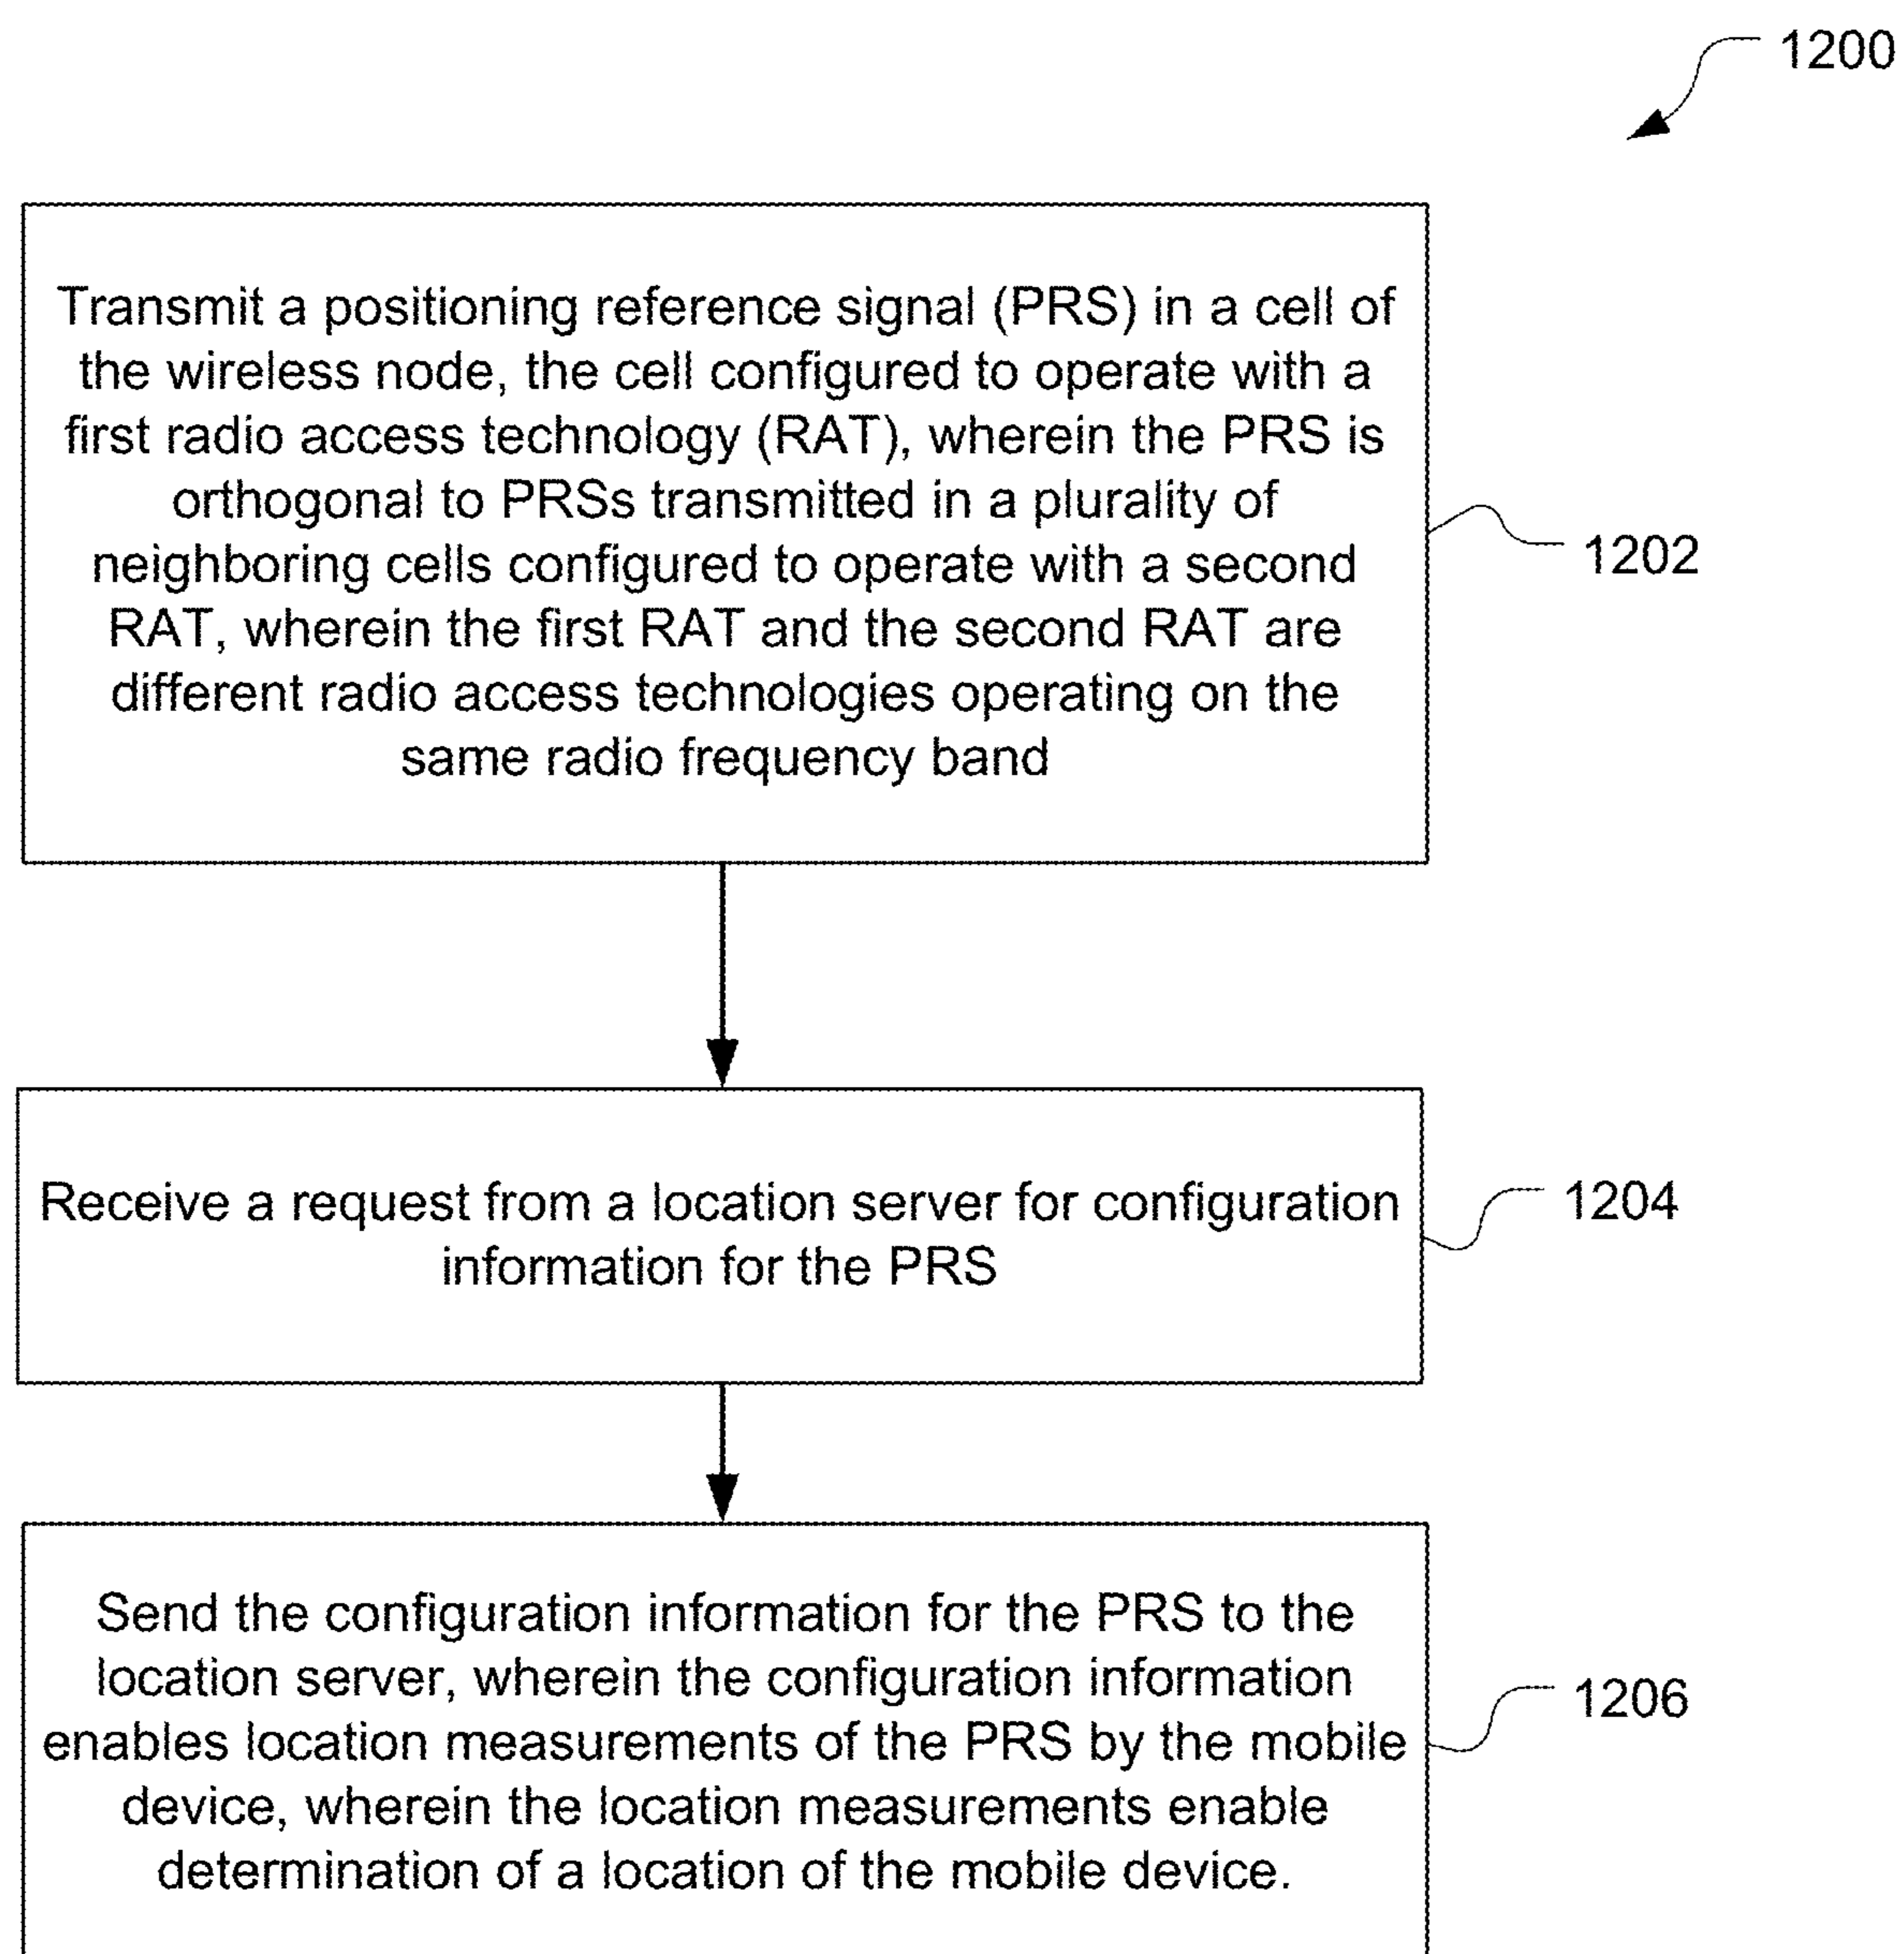 1200
Transmit a positioning reference signal (PRS) in a cell of
the wireless node, the cell configured to operate with a
first radio access technology (RAT), wherein the PRS is
orthogonal to PRSs transmitted in a plurality of
neighboring cells configured to operate with a second
RAT, wherein the first RAT and the second RAT are
different radio access technologies operating on the
same radio frequency band
1202
Receive a request from a location server for configuration
information for the PRS
1204
Send the configuration information for the PRS to the
location server, wherein the configuration information
enables location measurements of the PRS by the mobile
device, wherein the location measurements enable
determination of a location of the mobile device.
1206